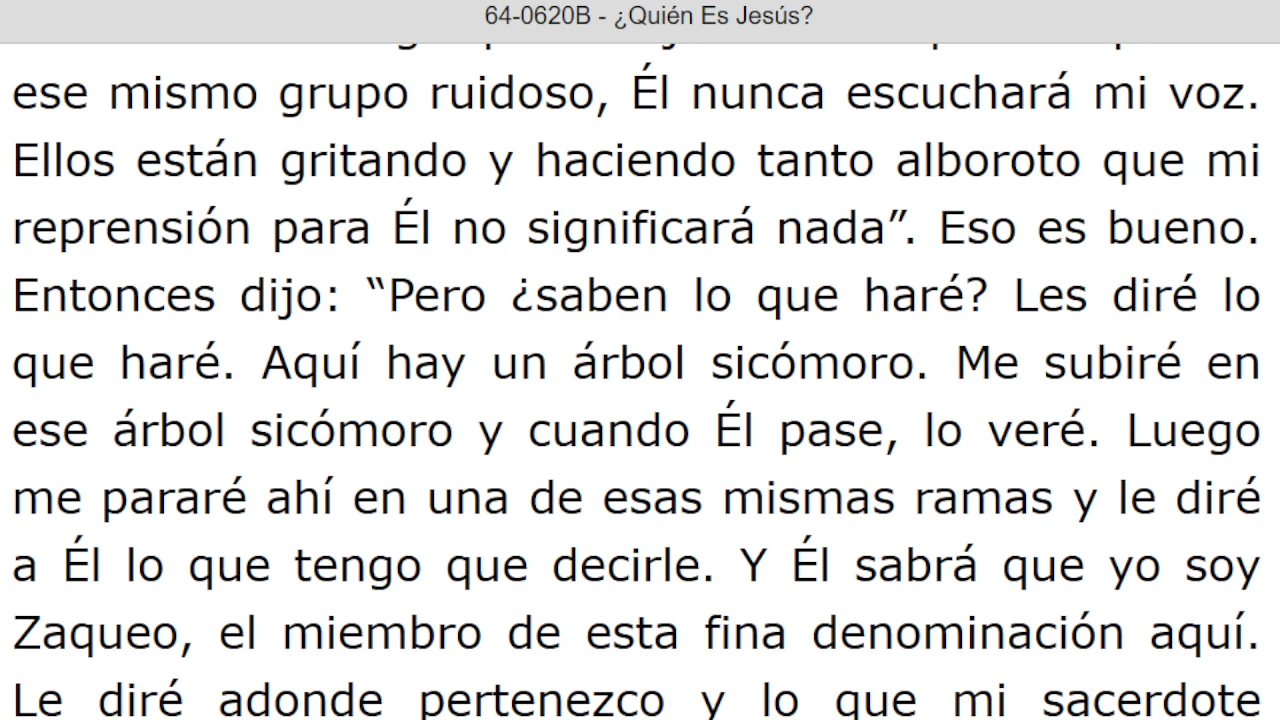 64-0620B - ¿Quién Es Jesús?
ese mismo grupo ruidoso, Él nunca escuchará mi voz.
Ellos están gritando y haciendo tanto alboroto que mi
reprensión para Él no significará nada”. Eso es bueno.
Entonces dijo: “Pero ¿saben lo que haré? Les diré lo
que haré. Aquí hay un árbol sicómoro. Me subiré en
ese árbol sicómoro y cuando Él pase, lo veré. Luego
me pararé ahí en una de esas mismas ramas y le diré
a Él lo que tengo que decirle. Y Él sabrá que yo soy
Zaqueo, el miembro de esta fina denominación aquí.
Le diré adonde pertenezco y lo que mi sacerdote